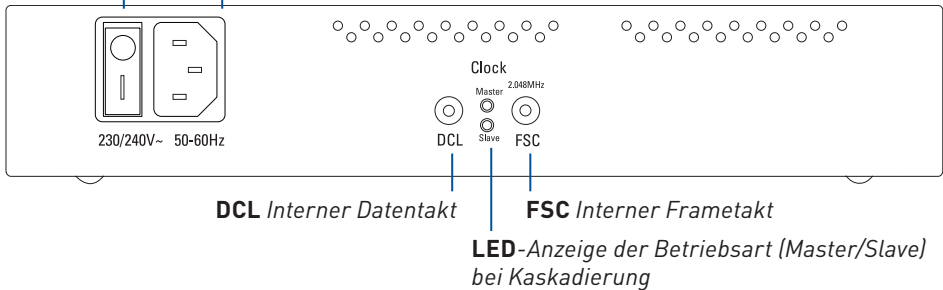 Clock
Master 2.048MHz
230/240V~ 50-60Hz
DCL Slave FSC
DCL Interner Datentakt FSC Interner Frametakt
LED-Anzeige der Betriebsart (Master/Slave)
bei Kaskadierung